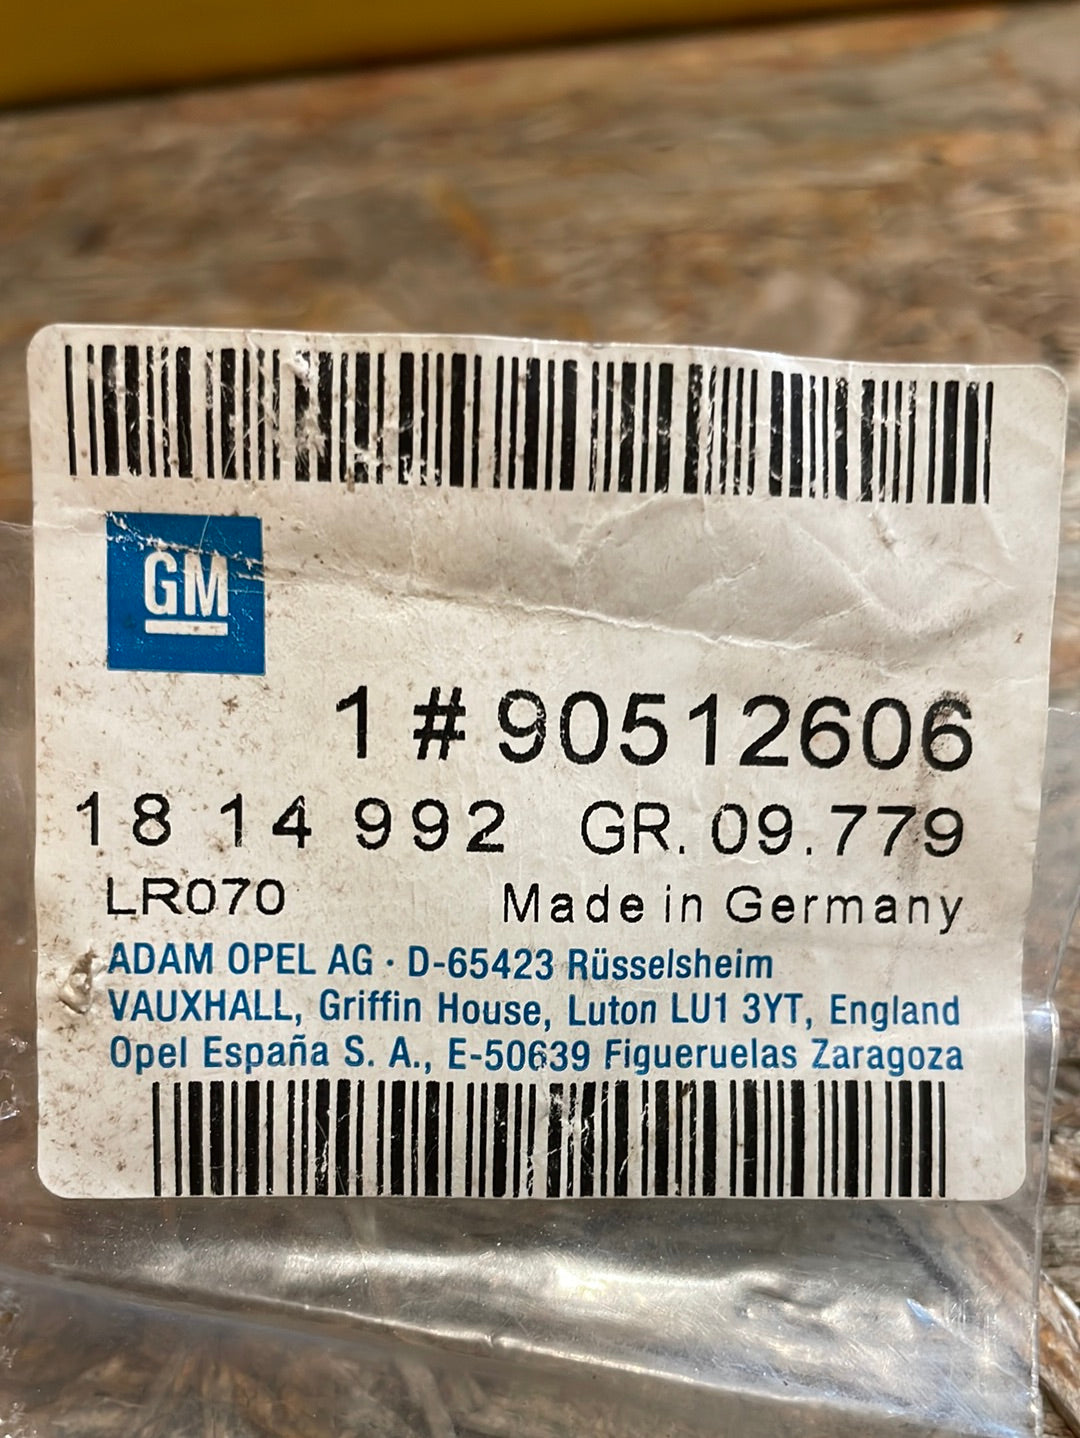 GM
1 # 90512606
18 14 992 GR. 09.779
LR070 Made in Germany
ADAM OPEL AG · D-65423 Rüsselsheim
VAUXHALL, Griffin House, Luton LU1 3YT, England
Opel España S. A., E-50639 Figueruelas Zaragoza